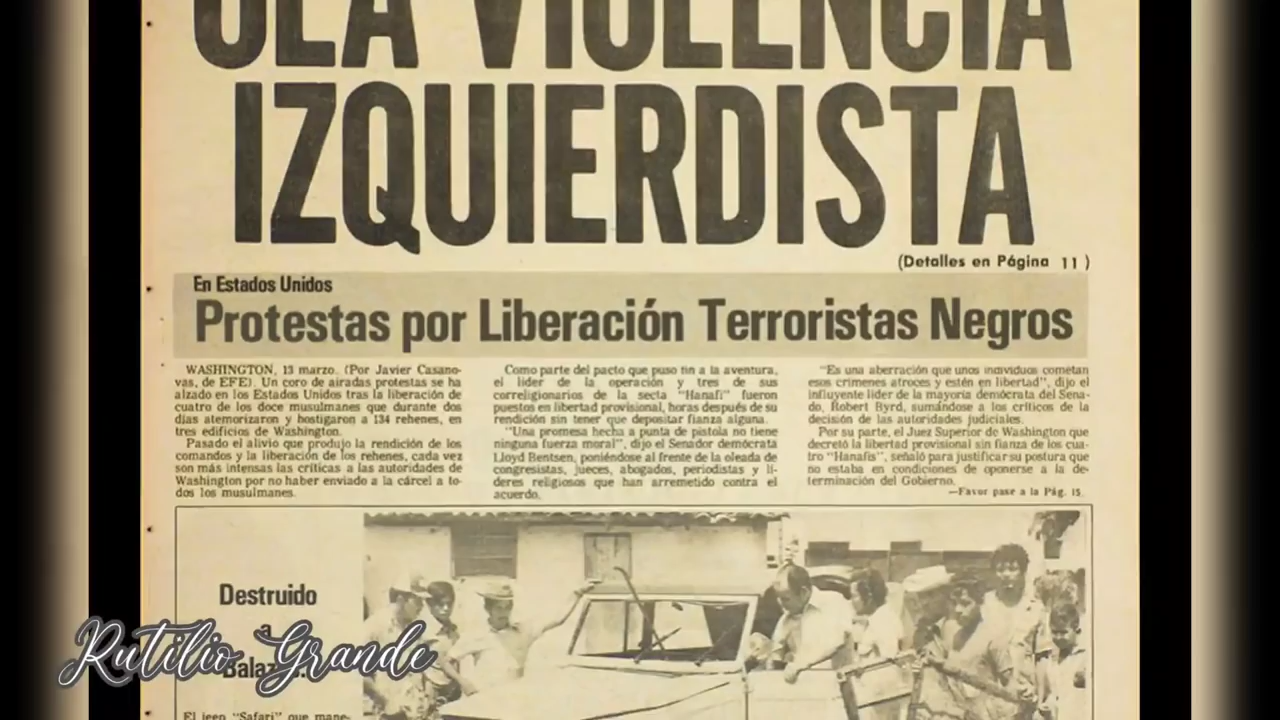 OLA VIOLENCIA
IZQUIERDISTA
(Detalles en Página 11)
En Estados Unidos
Protestas por Liberación Terroristas Negros
WASHINGTON, 13 marzo. (Por Javier Casano-
vas, de EFE). Un coro de airadas protestas se ha
alzado en los Estados Unidos tras la liberación de
cuatro de los doce musulmanes que durante dos
días atemorizaron y hostigaron a 134 rehenes, en
tres edificios de Washington.
Pasado el alivio que produjo la rendición de los
comandos y la liberación de los rehenes, cada vez
son más intensas las críticas a las autoridades de
Washington por no haber enviado a la cárcel a to-
dos los musulmanes.
Como parte del pacto que puso fin a la aventura,
el líder de la operación y tres de sus
correligionarios de la secta "Hanafi" fueron
puestos en libertad provisional, horas después de su
rendición sin tener que depositar fianza alguna.
"Una promesa hecha a punta de pistola no tiene
ninguna fuerza moral", dijo el Senador demócrata
Lloyd Bentsen, poniéndose al frente de la oleada de
congresistas, jueces, abogados, periodistas y lí-
deres religiosos que han arremetido contra el
acuerdo.
"Es una aberración que unos individuos cometan
esos crímenes atroces y estén en libertad", dijo el
influyente líder de la mayoría demócrata del Sena-
do, Robert Byrd, sumándose a los críticos de la
decisión de las autoridades judiciales.
Por su parte, el Juez Superior de Washington que
decretó la libertad provisional sin fianza de los cua-
tro "Hanafis", señaló para justificar su postura que
no estaba en condiciones de oponerse a la de-
terminación del Gobierno.
—Favor pase a la Pág. 15.
Destruido
a
Rutilio Grande
El jeep "Safari" que mane-